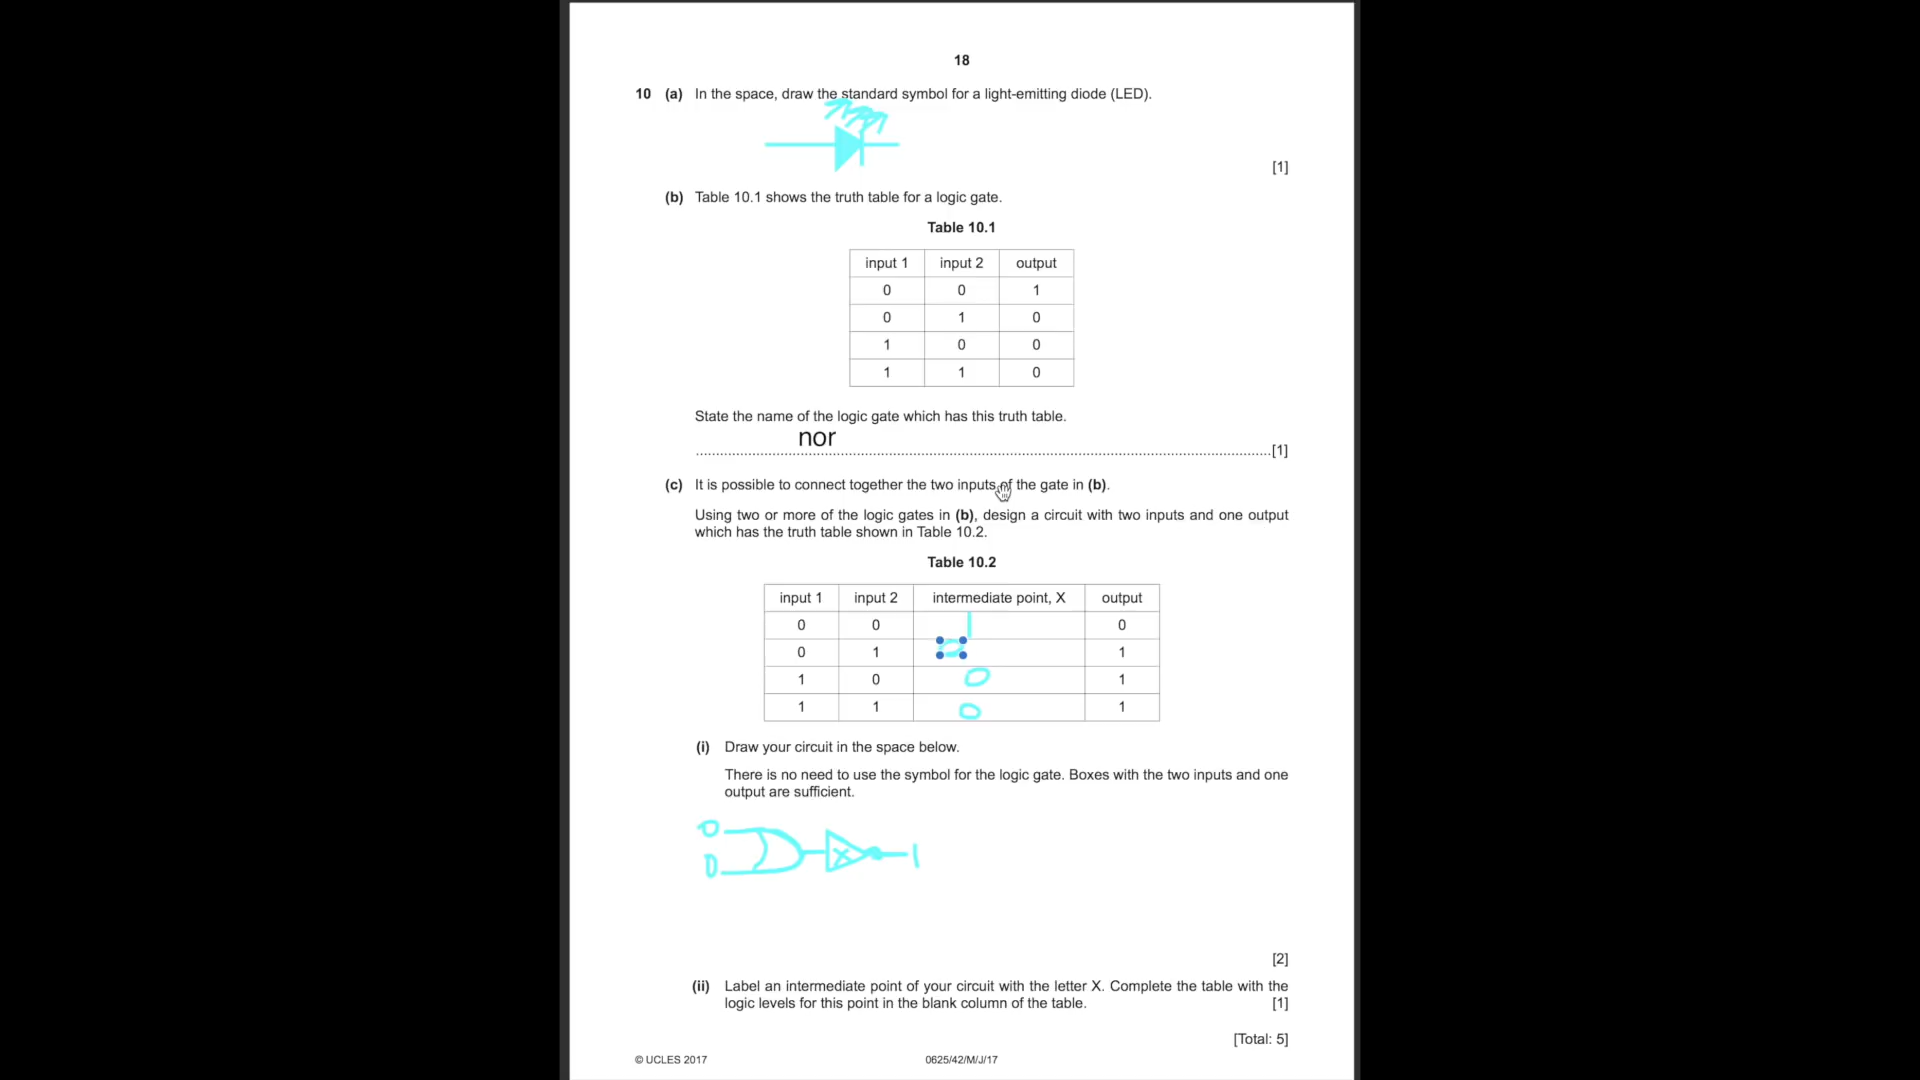 18
10 (a) In the space, draw the standard symbol for a light-emitting diode (LED).
[1]
(b) Table 10.1 shows the truth table for a logic gate.
Table 10.1
input 1 input 2 output
0 0 1
0 1 0
1 0 0
1 1 0
State the name of the logic gate which has this truth table.
nor
[1]
(c) It is possible to connect together the two inputs of the gate in (b).
Using two or more of the logic gates in (b), design a circuit with two inputs and one output
which has the truth table shown in Table 10.2.
Table 10.2
input 1 input 2 intermediate point, X output
0 0 1 0
0 1 0 1
1 0 0 1
1 1 0 1
(i) Draw your circuit in the space below.
There is no need to use the symbol for the logic gate. Boxes with the two inputs and one
output are sufficient.
0
0 X 1
[2]
(ii) Label an intermediate point of your circuit with the letter X. Complete the table with the
logic levels for this point in the blank column of the table. [1]
[Total: 5]
© UCLES 2017 0625/42/M/J/17